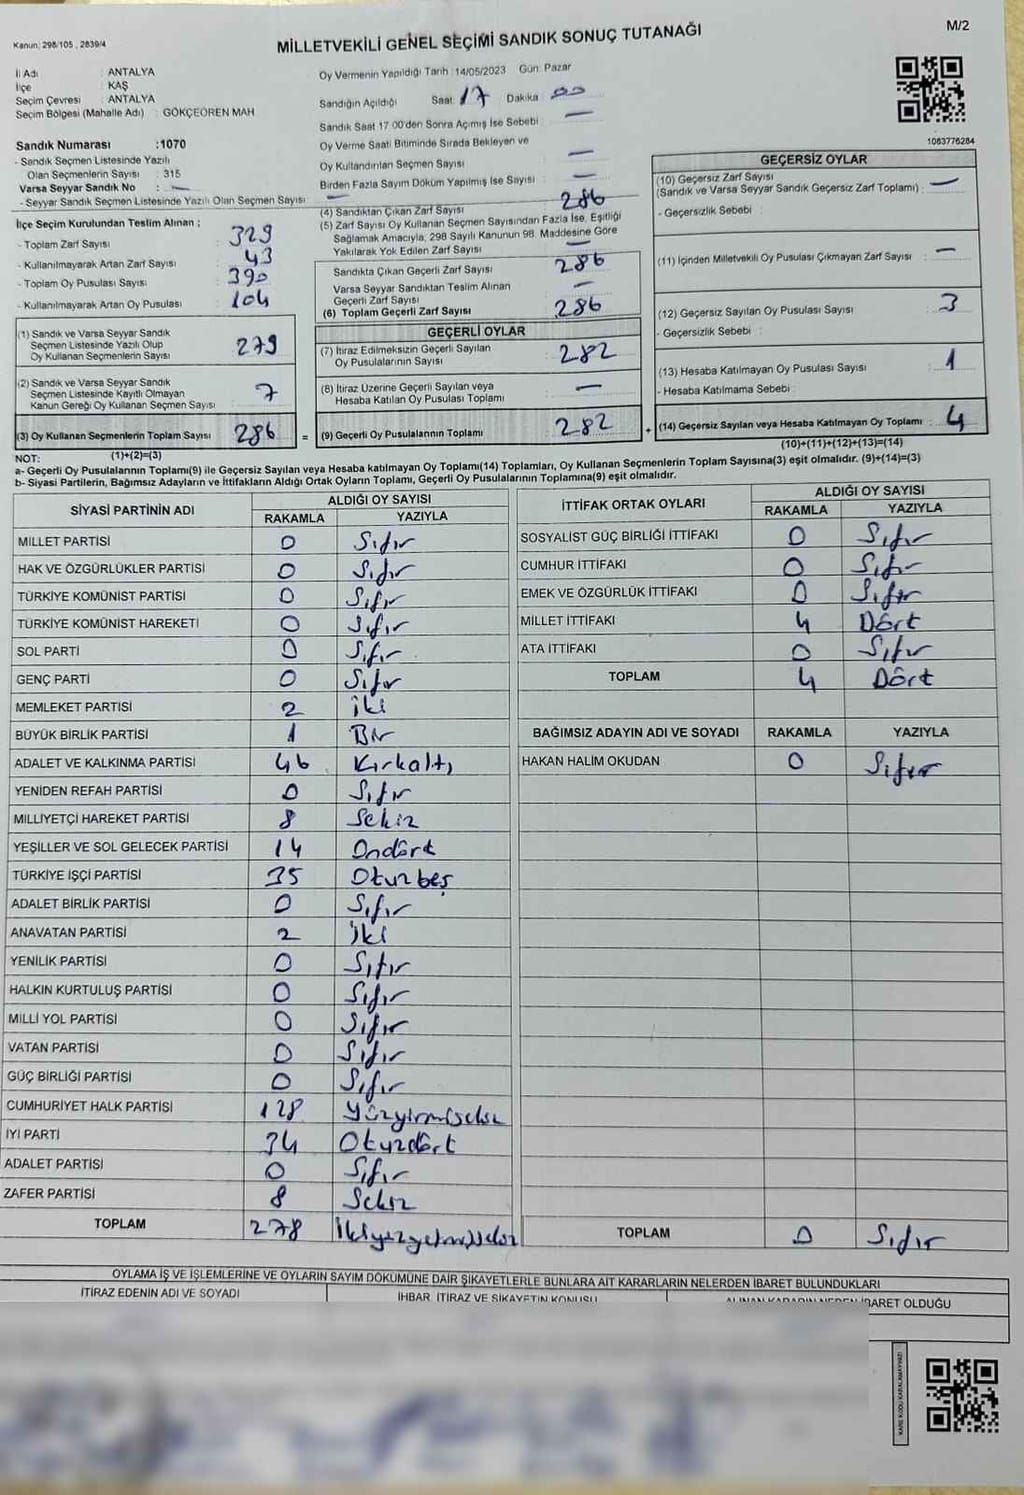 Kanun; 298/105 , 2839/4
MİLLETVEKİLİ GENEL SEÇİMİ SANDIK SONUÇ TUTANAĞI
M/2
İl Adı : ANTALYA
İlçe : KAŞ
Seçim Çevresi : ANTALYA
Seçim Bölgesi (Mahalle Adı) : GÖKÇEÖREN MAH
Sandık Numarası :1070
- Sandık Seçmen Listesinde Yazılı
Olan Seçmenlerin Sayısı : 315
Varsa Seyyar Sandık No : —
- Seyyar Sandık Seçmen Listesinde Yazılı Olan Seçmen Sayısı : —
İlçe Seçim Kurulundan Teslim Alınan ;
- Toplam Zarf Sayısı : 329
- Kullanılmayarak Artan Zarf Sayısı : 43
- Toplam Oy Pusulası Sayısı : 390
- Kullanılmayarak Artan Oy Pusulası : 104
(1) Sandık ve Varsa Seyyar Sandık
Seçmen Listesinde Yazılı Olup
Oy Kullanan Seçmenlerin Sayısı : 279
(2) Sandık ve Varsa Seyyar Sandık
Seçmen Listesinde Kayıtlı Olmayan
Kanun Gereği Oy Kullanan Seçmen Sayısı : 7
(3) Oy Kullanan Seçmenlerin Toplam Sayısı : 286 =
(1)+(2)=(3)
Oy Vermenin Yapıldığı Tarih :14/05/2023 Gün: Pazar
Sandığın Açıldığı Saat: 17 Dakika : 00
Sandık Saat 17:00'den Sonra Açılmış İse Sebebi : —
Oy Verme Saati Bitiminde Sırada Bekleyen ve
Oy Kullandırılan Seçmen Sayısı : —
Birden Fazla Sayım Döküm Yapılmış İse Sayısı : —
(4) Sandıktan Çıkan Zarf Sayısı : 286
(5) Zarf Sayısı Oy Kullanan Seçmen Sayısından Fazla İse, Eşitliği
Sağlamak Amacıyla, 298 Sayılı Kanunun 98. Maddesine Göre
Yakılarak Yok Edilen Zarf Sayısı : —
Sandıkta Çıkan Geçerli Zarf Sayısı : 286
Varsa Seyyar Sandıktan Teslim Alınan
Geçerli Zarf Sayısı : —
(6) Toplam Geçerli Zarf Sayısı : 286
GEÇERLİ OYLAR
(7) İtiraz Edilmeksizin Geçerli Sayılan
Oy Pusulalarının Sayısı : 282
(8) İtiraz Üzerine Geçerli Sayılan veya
Hesaba Katılan Oy Pusulası Toplamı : —
(9) Geçerli Oy Pusulalarının Toplamı : 282 +
1083776284
GEÇERSİZ OYLAR
(10) Geçersiz Zarf Sayısı
(Sandık ve Varsa Seyyar Sandık Geçersiz Zarf Toplamı) : —
- Geçersizlik Sebebi :
(11) İçinden Milletvekili Oy Pusulası Çıkmayan Zarf Sayısı : —
(12) Geçersiz Sayılan Oy Pusulası Sayısı : 3
- Geçersizlik Sebebi :
(13) Hesaba Katılmayan Oy Pusulası Sayısı : 1
- Hesaba Katılmama Sebebi :
(14) Geçersiz Sayılan veya Hesaba Katılmayan Oy Toplamı : 4
(10)+(11)+(12)+(13)=(14)
NOT:
a- Geçerli Oy Pusulalarının Toplamı(9) ile Geçersiz Sayılan veya Hesaba katılmayan Oy Toplamı(14) Toplamları, Oy Kullanan Seçmenlerin Toplam Sayısına(3) eşit olmalıdır. (9)+(14)=(3)
b- Siyasi Partilerin, Bağımsız Adayların ve İttifakların Aldığı Ortak Oyların Toplamı, Geçerli Oy Pusulalarının Toplamına(9) eşit olmalıdır.
SİYASİ PARTİNİN ADI ALDIĞI OY SAYISI
RAKAMLA YAZIYLA
MİLLET PARTİSİ 0 Sıfır
HAK VE ÖZGÜRLÜKLER PARTİSİ 0 Sıfır
TÜRKİYE KOMÜNİST PARTİSİ 0 Sıfır
TÜRKİYE KOMÜNİST HAREKETİ 0 Sıfır
SOL PARTİ 0 Sıfır
GENÇ PARTİ 0 Sıfır
MEMLEKET PARTİSİ 2 İki
BÜYÜK BİRLİK PARTİSİ 1 Bir
ADALET VE KALKINMA PARTİSİ 46 Kırkaltı
YENİDEN REFAH PARTİSİ 0 Sıfır
MİLLİYETÇİ HAREKET PARTİSİ 8 Sekiz
YEŞİLLER VE SOL GELECEK PARTİSİ 14 Ondört
TÜRKİYE İŞÇİ PARTİSİ 35 Otuzbeş
ADALET BİRLİK PARTİSİ 0 Sıfır
ANAVATAN PARTİSİ 2 İki
YENİLİK PARTİSİ 0 Sıfır
HALKIN KURTULUŞ PARTİSİ 0 Sıfır
MİLLİ YOL PARTİSİ 0 Sıfır
VATAN PARTİSİ 0 Sıfır
GÜÇ BİRLİĞİ PARTİSİ 0 Sıfır
CUMHURİYET HALK PARTİSİ 128 Yüzyirmisekiz
İYİ PARTİ 34 Otuzdört
ADALET PARTİSİ 0 Sıfır
ZAFER PARTİSİ 8 Sekiz
TOPLAM 278 İkiyüzyetmişsekiz
İTTİFAK ORTAK OYLARI ALDIĞI OY SAYISI
RAKAMLA YAZIYLA
SOSYALİST GÜÇ BİRLİĞİ İTTİFAKI 0 Sıfır
CUMHUR İTTİFAKI 0 Sıfır
EMEK VE ÖZGÜRLÜK İTTİFAKI 0 Sıfır
MİLLET İTTİFAKI 4 Dört
ATA İTTİFAKI 0 Sıfır
TOPLAM 4 Dört
BAĞIMSIZ ADAYIN ADI VE SOYADI RAKAMLA YAZIYLA
HAKAN HALİM OKUDAN 0 Sıfır
TOPLAM 0 Sıfır
OYLAMA İŞ VE İŞLEMLERİNE VE OYLARIN SAYIM DÖKÜMÜNE DAİR ŞİKAYETLERLE BUNLARA AİT KARARLARIN NELERDEN İBARET BULUNDUKLARI
İTİRAZ EDENİN ADI VE SOYADI
İHBAR, İTİRAZ VE ŞİKAYETİN KONUSU
ALINAN KARARIN NEDEN İBARET OLDUĞU